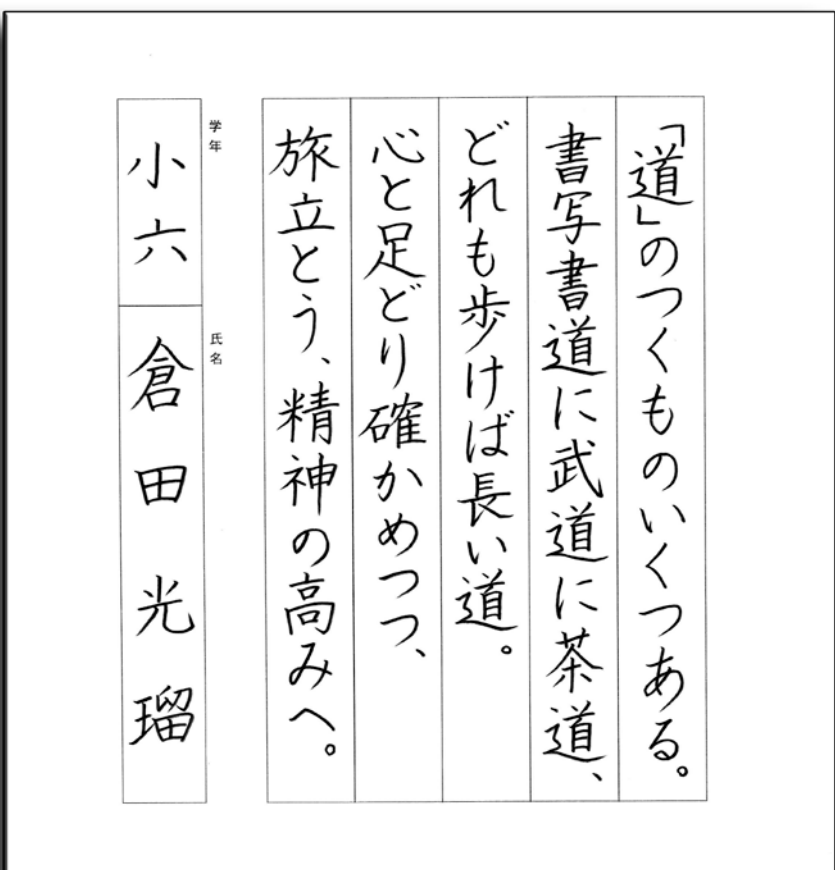 「道」のつくものいくつある。
書写書道に武道に茶道、
どれも歩けば長い道。
心と足どり確かめつつ、
旅立とう、精神の高みへ。
学年
小六
氏名
倉田光瑠